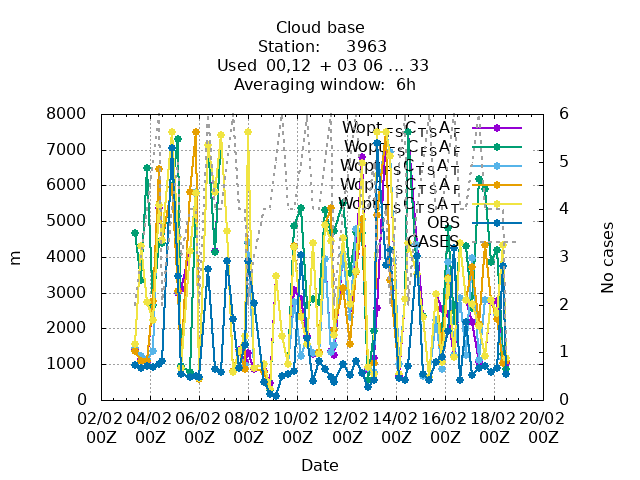 Cloud base
Station: 3963
Used 00,12 + 03 06 ... 33
Averaging window: 6h
8000
7000
6000
5000
4000
3000
2000
1000
0
m
6
5
4
3
2
1
0
No cases
OBS
CASES
02/02 04/02 06/02 08/02 10/02 12/02 14/02 16/02 18/02 20/02
00Z 00Z 00Z 00Z 00Z 00Z 00Z 00Z 00Z 00Z
Date